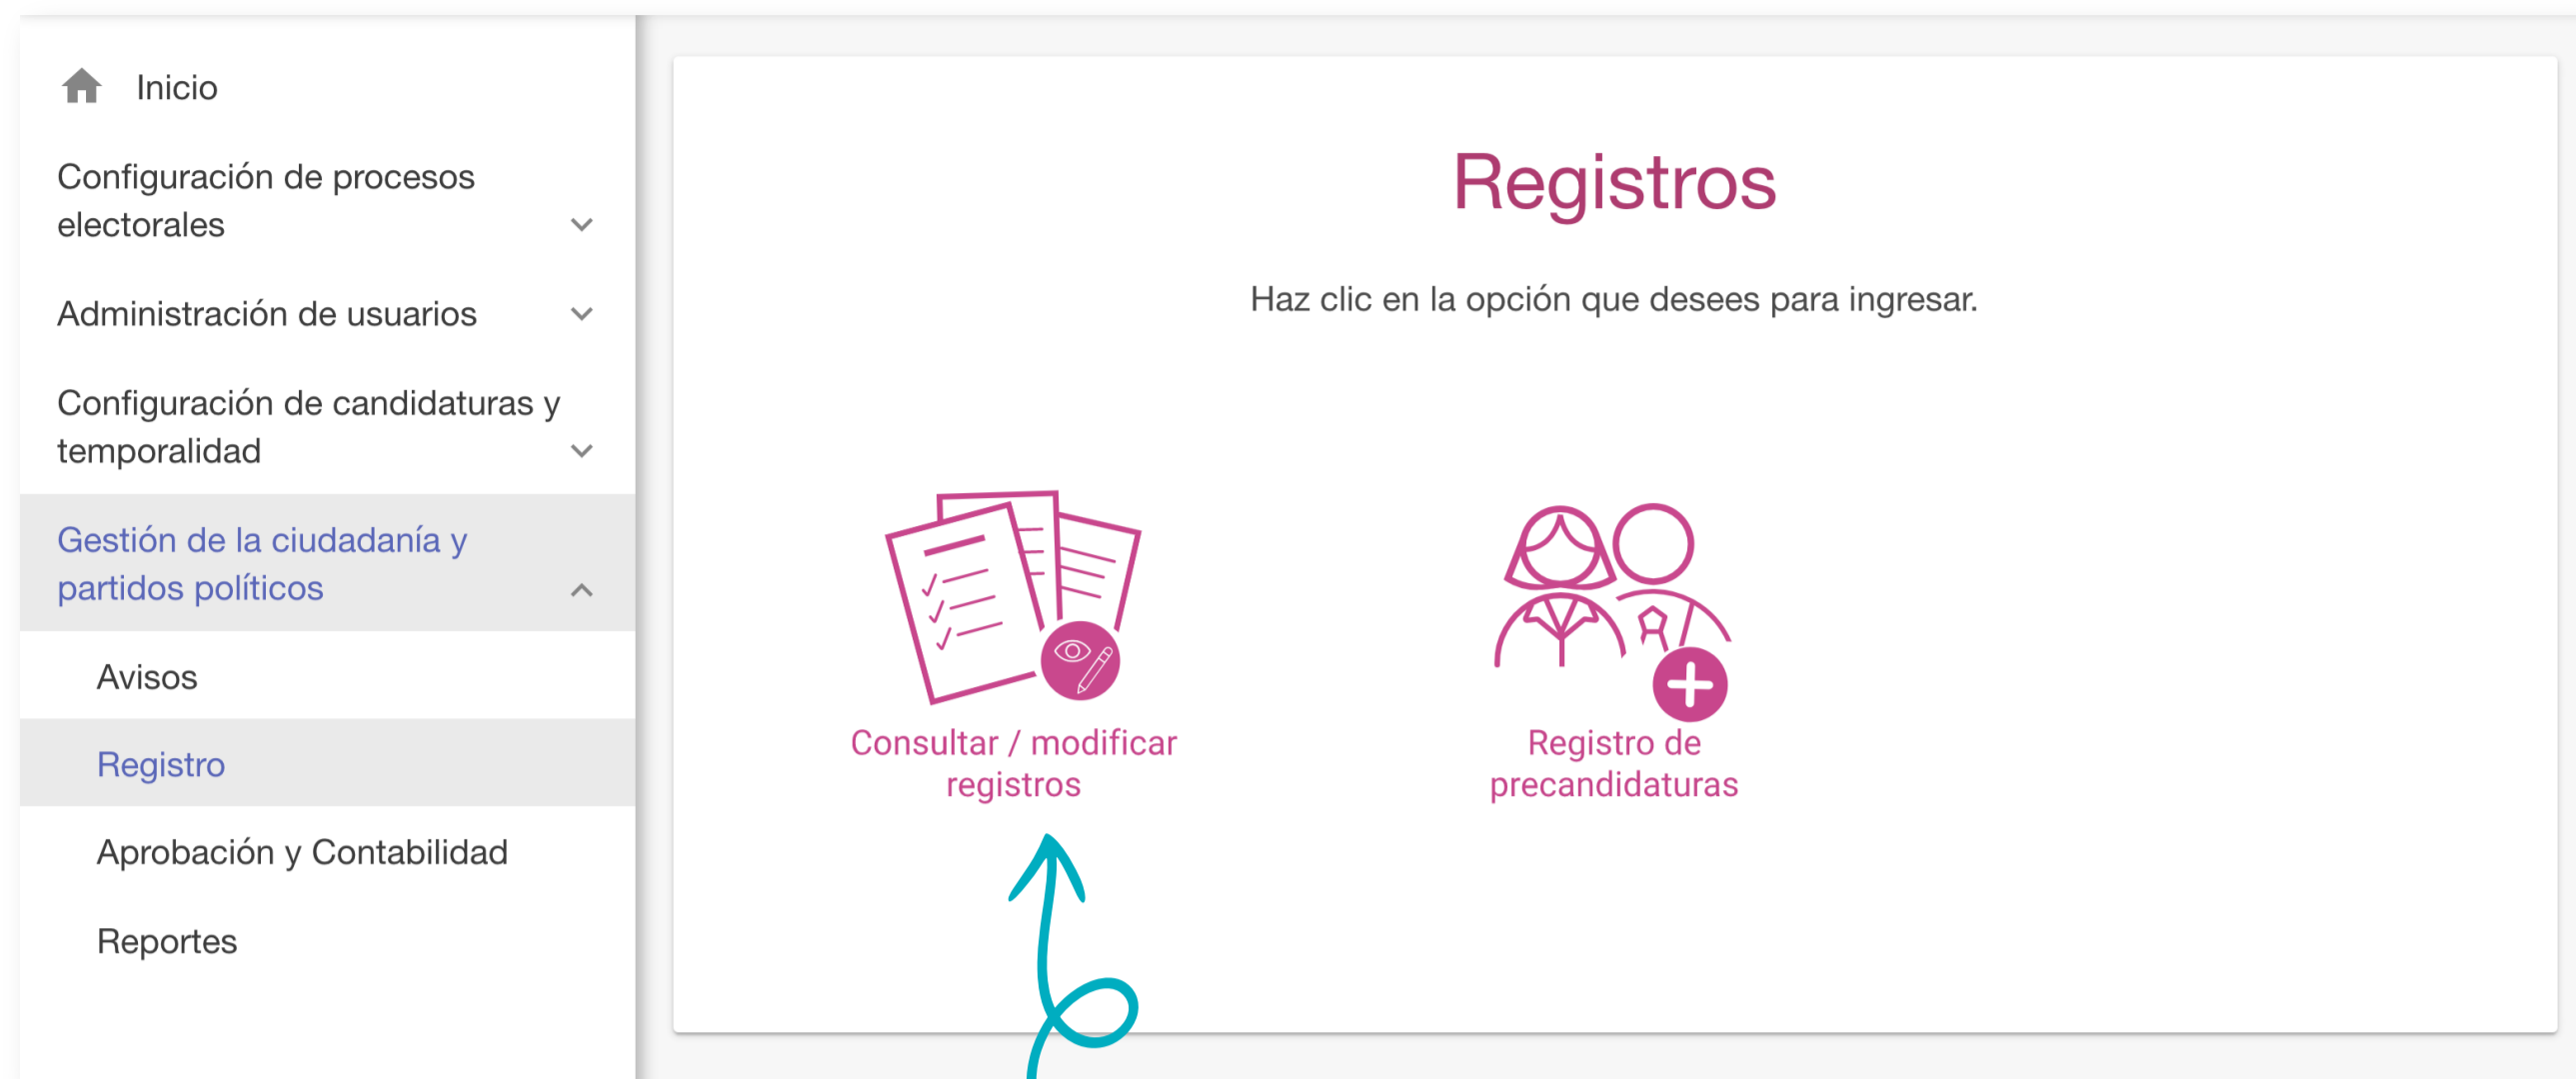 Inicio
Configuración de procesos
electorales
Administración de usuarios
Configuración de candidaturas y
temporalidad
Gestión de la ciudadanía y
partidos políticos
Avisos
Registro
Aprobación y Contabilidad
Reportes
Registros
Haz clic en la opción que desees para ingresar.
Consultar / modificar
registros
Registro de
precandidaturas